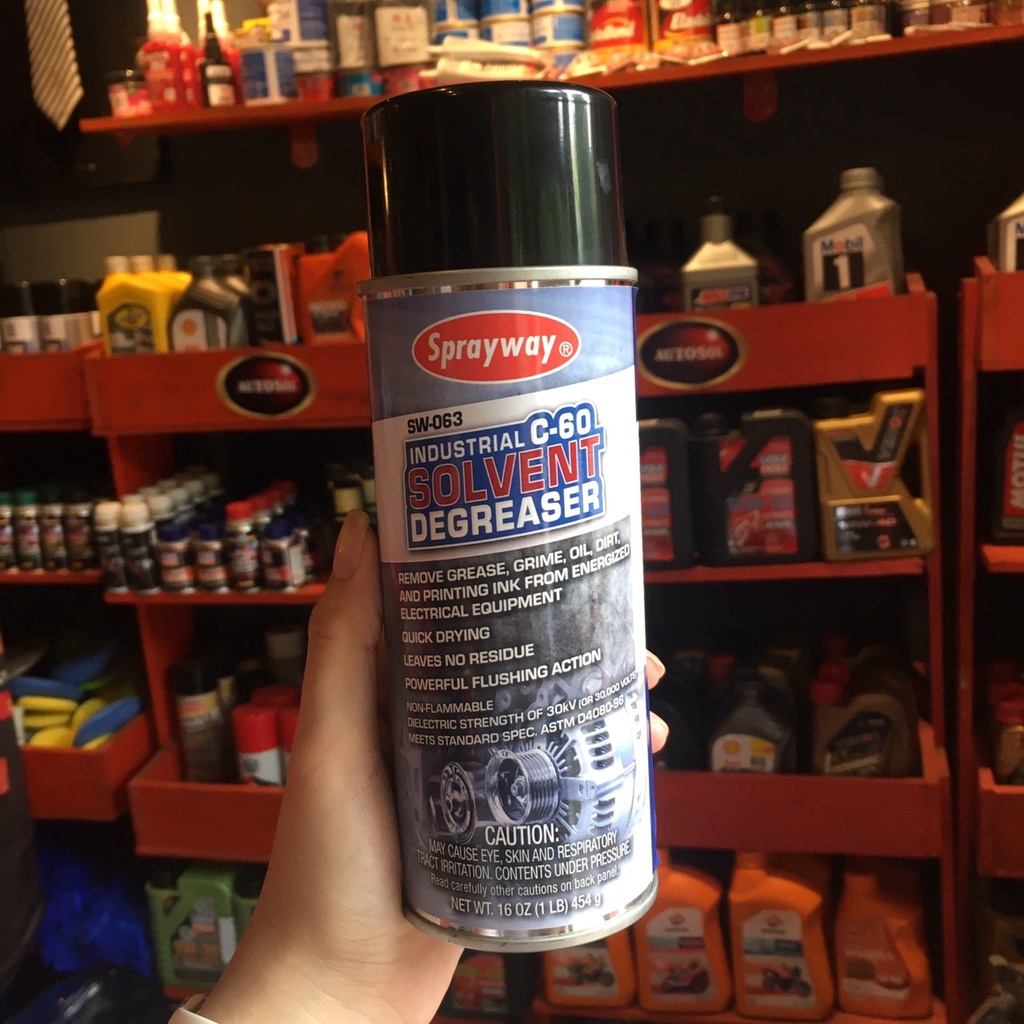 Sprayway®
SW-063
INDUSTRIAL C-60
SOLVENT
DEGREASER
REMOVE GREASE, GRIME, OIL, DIRT,
AND PRINTING INK FROM ENERGIZED
ELECTRICAL EQUIPMENT
QUICK DRYING
LEAVES NO RESIDUE
POWERFUL FLUSHING ACTION
NON-FLAMMABLE
DIELECTRIC STRENGTH OF 30kV (OR 30,000 VOLTS)
MEETS STANDARD SPEC. ASTM D4080-96
CAUTION:
MAY CAUSE EYE, SKIN AND RESPIRATORY
TRACT IRRITATION. CONTENTS UNDER PRESSURE.
Read carefully other cautions on back panel.
NET WT. 16 OZ (1 LB) 454 g
Mobil
1
AUTOSOL
AUTOSOL
MOTUL